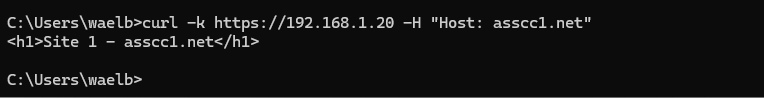 C:\Users\waelb>curl -k https://192.168.1.20 -H "Host: asscc1.net"
<h1>Site 1 - asscc1.net</h1>
C:\Users\waelb>